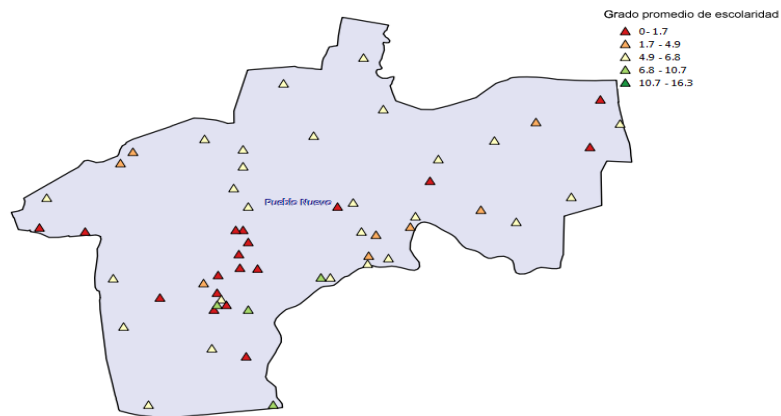 Grado promedio de escolaridad
0- 1.7
1.7 - 4.9
4.9 - 6.8
6.8 - 10.7
10.7 - 16.3
Pueblo Nuevo